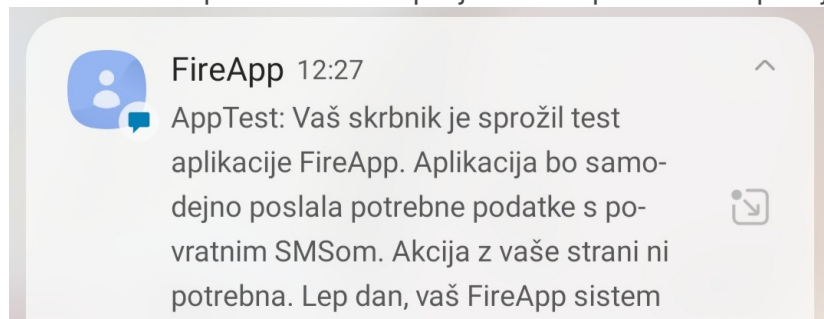 FireApp 12:27
AppTest: Vaš skrbnik je sprožil test
aplikacije FireApp. Aplikacija bo samo-
dejno poslala potrebne podatke s po-
vratnim SMSom. Akcija z vaše strani ni
potrebna. Lep dan, vaš FireApp sistem